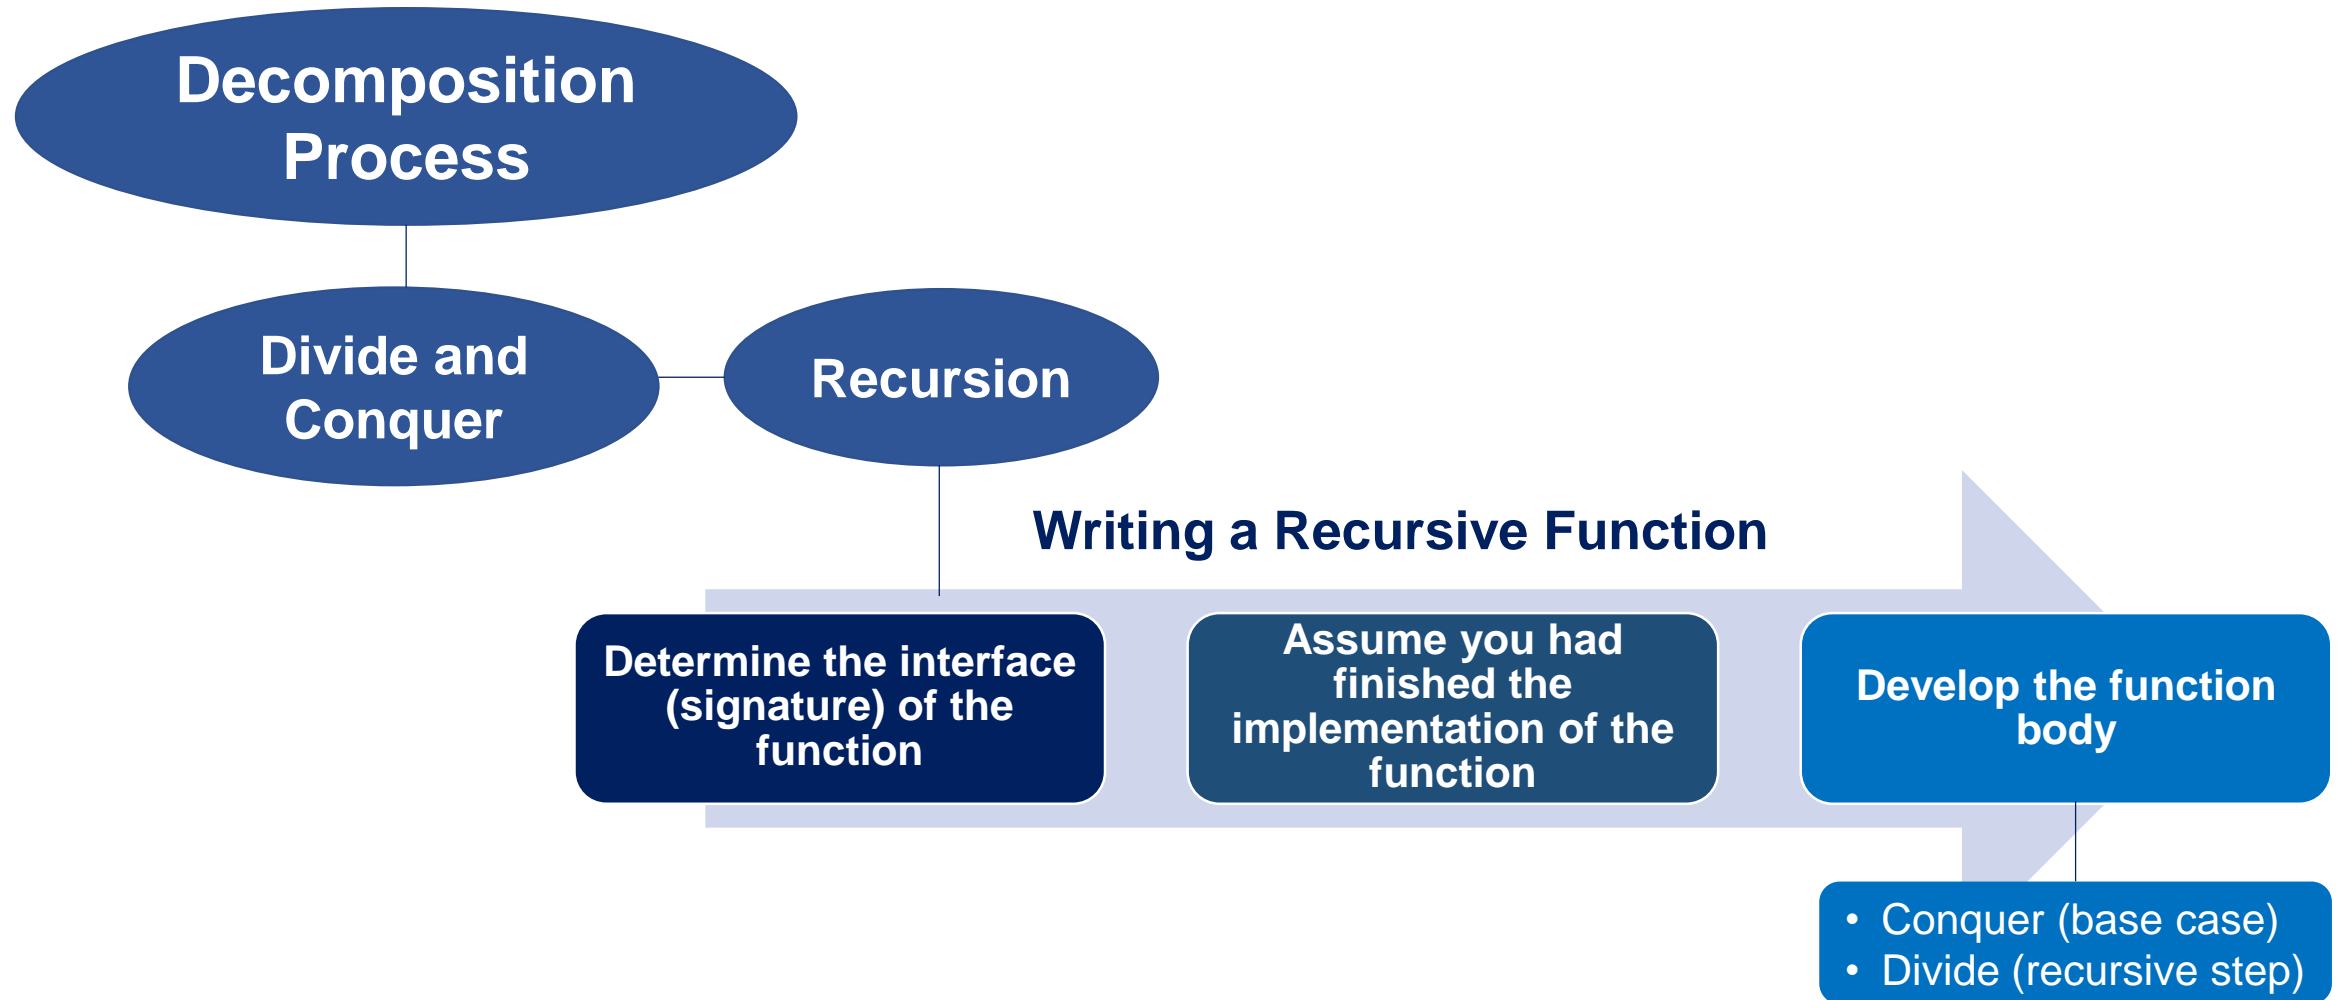 Decomposition
Process
Divide and
Conquer
Recursion
Writing a Recursive Function
Determine the interface
(signature) of the
function
Assume you had
finished the
implementation of the
function
Develop the function
body
• Conquer (base case)
• Divide (recursive step)